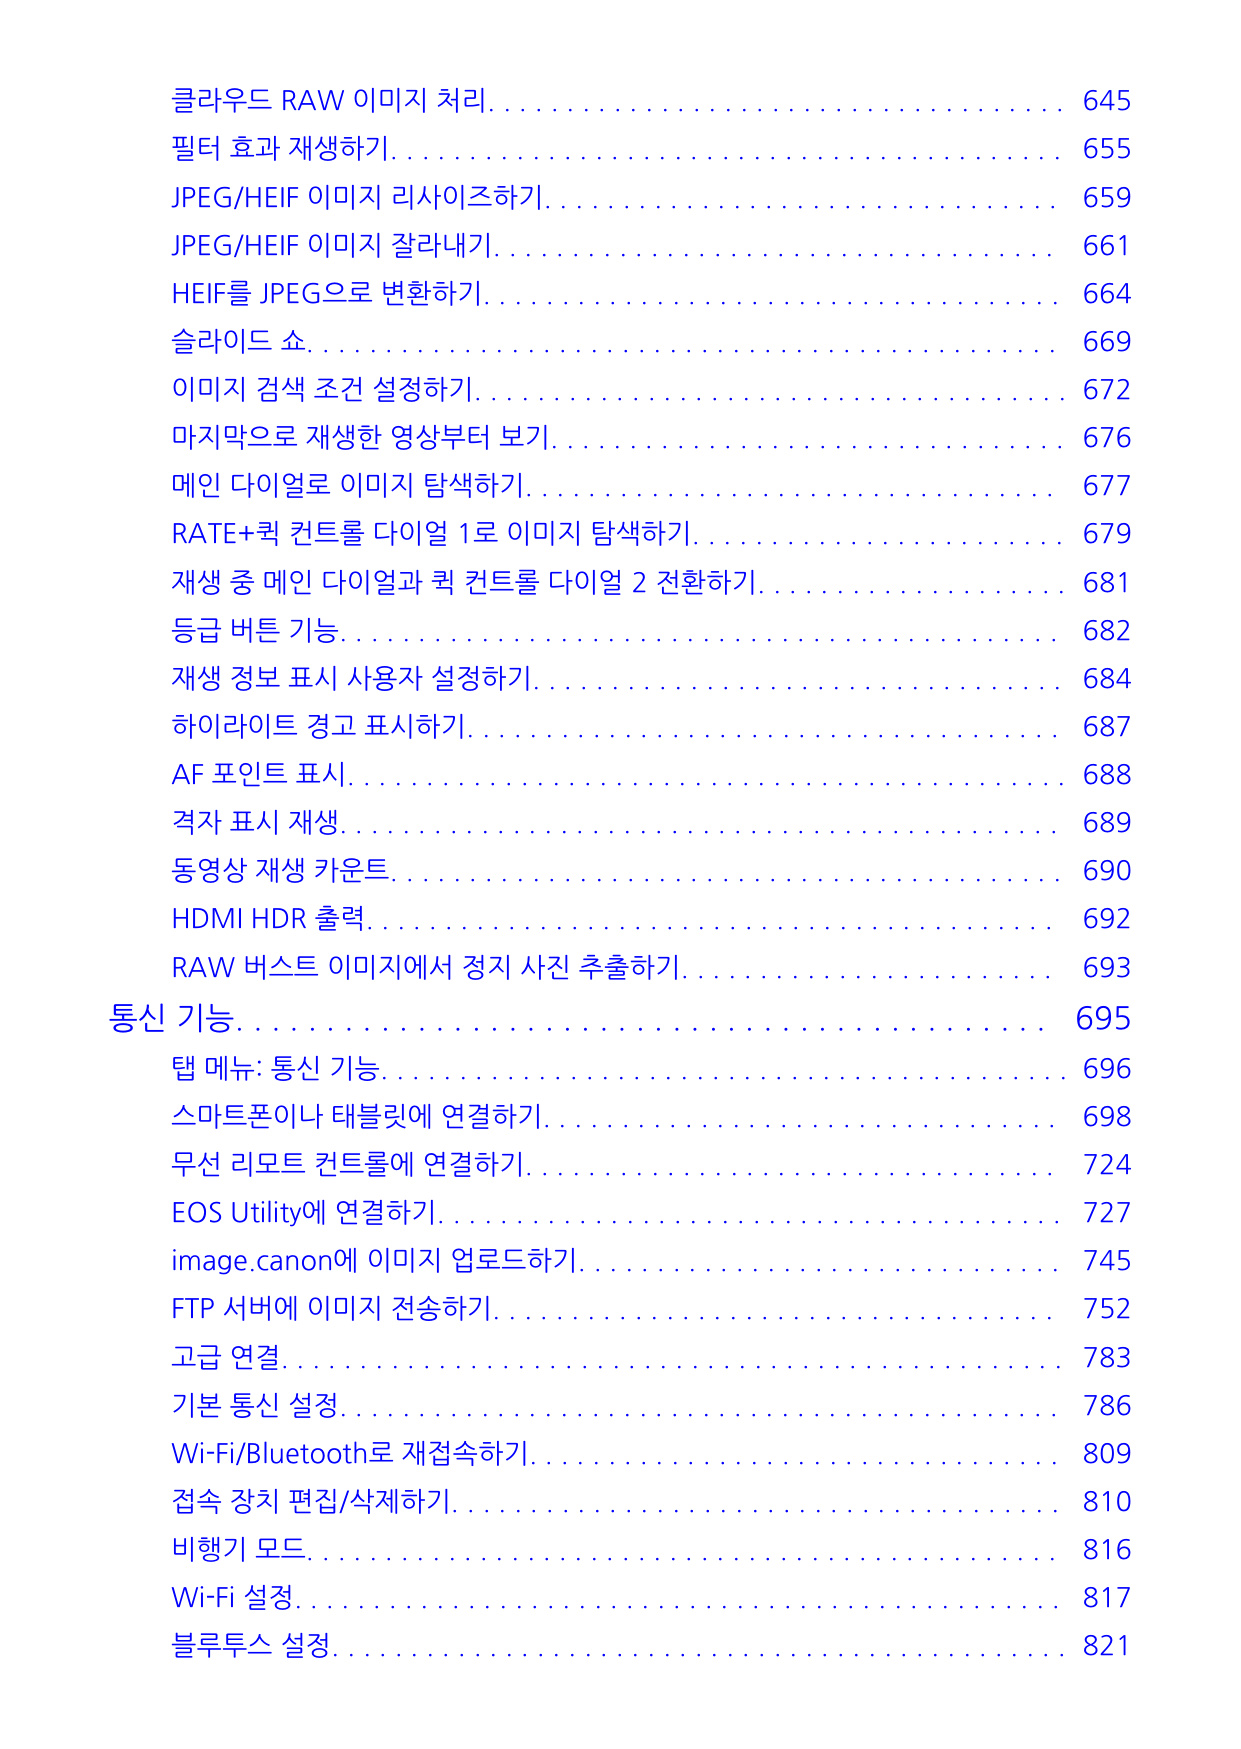 클라우드 RAW 이미지 처리. . . . . . . . . . . . . . . . . . . . . . . . . . . . . . . . . . . . . 645
필터 효과 재생하기. . . . . . . . . . . . . . . . . . . . . . . . . . . . . . . . . . . . . . . . . . . 655
JPEG/HEIF 이미지 리사이즈하기. . . . . . . . . . . . . . . . . . . . . . . . . . . . . . . . . 659
JPEG/HEIF 이미지 잘라내기. . . . . . . . . . . . . . . . . . . . . . . . . . . . . . . . . . . . 661
HEIF를 JPEG으로 변환하기. . . . . . . . . . . . . . . . . . . . . . . . . . . . . . . . . . . . . 664
슬라이드 쇼. . . . . . . . . . . . . . . . . . . . . . . . . . . . . . . . . . . . . . . . . . . . . . . . 669
이미지 검색 조건 설정하기. . . . . . . . . . . . . . . . . . . . . . . . . . . . . . . . . . . . . . 672
마지막으로 재생한 영상부터 보기. . . . . . . . . . . . . . . . . . . . . . . . . . . . . . . . . 676
메인 다이얼로 이미지 탐색하기. . . . . . . . . . . . . . . . . . . . . . . . . . . . . . . . . . 677
RATE+퀵 컨트롤 다이얼 1로 이미지 탐색하기. . . . . . . . . . . . . . . . . . . . . . . . 679
재생 중 메인 다이얼과 퀵 컨트롤 다이얼 2 전환하기. . . . . . . . . . . . . . . . . . . . 681
등급 버튼 기능. . . . . . . . . . . . . . . . . . . . . . . . . . . . . . . . . . . . . . . . . . . . . . 682
재생 정보 표시 사용자 설정하기. . . . . . . . . . . . . . . . . . . . . . . . . . . . . . . . . . 684
하이라이트 경고 표시하기. . . . . . . . . . . . . . . . . . . . . . . . . . . . . . . . . . . . . . 687
AF 포인트 표시. . . . . . . . . . . . . . . . . . . . . . . . . . . . . . . . . . . . . . . . . . . . . . 688
격자 표시 재생. . . . . . . . . . . . . . . . . . . . . . . . . . . . . . . . . . . . . . . . . . . . . . 689
동영상 재생 카운트. . . . . . . . . . . . . . . . . . . . . . . . . . . . . . . . . . . . . . . . . . . 690
HDMI HDR 출력. . . . . . . . . . . . . . . . . . . . . . . . . . . . . . . . . . . . . . . . . . . . 692
RAW 버스트 이미지에서 정지 사진 추출하기. . . . . . . . . . . . . . . . . . . . . . . . 693
통신 기능. . . . . . . . . . . . . . . . . . . . . . . . . . . . . . . . . . . . . . . . . . . . . 695
탭 메뉴: 통신 기능. . . . . . . . . . . . . . . . . . . . . . . . . . . . . . . . . . . . . . . . . . . . 696
스마트폰이나 태블릿에 연결하기. . . . . . . . . . . . . . . . . . . . . . . . . . . . . . . . . 698
무선 리모트 컨트롤에 연결하기. . . . . . . . . . . . . . . . . . . . . . . . . . . . . . . . . . 724
EOS Utility에 연결하기. . . . . . . . . . . . . . . . . . . . . . . . . . . . . . . . . . . . . . . . 727
image.canon에 이미지 업로드하기. . . . . . . . . . . . . . . . . . . . . . . . . . . . . . . 745
FTP 서버에 이미지 전송하기. . . . . . . . . . . . . . . . . . . . . . . . . . . . . . . . . . . . 752
고급 연결. . . . . . . . . . . . . . . . . . . . . . . . . . . . . . . . . . . . . . . . . . . . . . . . . . 783
기본 통신 설정. . . . . . . . . . . . . . . . . . . . . . . . . . . . . . . . . . . . . . . . . . . . . . 786
Wi-Fi/Bluetooth로 재접속하기. . . . . . . . . . . . . . . . . . . . . . . . . . . . . . . . . . 809
접속 장치 편집/삭제하기. . . . . . . . . . . . . . . . . . . . . . . . . . . . . . . . . . . . . . . 810
비행기 모드. . . . . . . . . . . . . . . . . . . . . . . . . . . . . . . . . . . . . . . . . . . . . . . . 816
Wi-Fi 설정. . . . . . . . . . . . . . . . . . . . . . . . . . . . . . . . . . . . . . . . . . . . . . . . . 817
블루투스 설정. . . . . . . . . . . . . . . . . . . . . . . . . . . . . . . . . . . . . . . . . . . . . . . 821